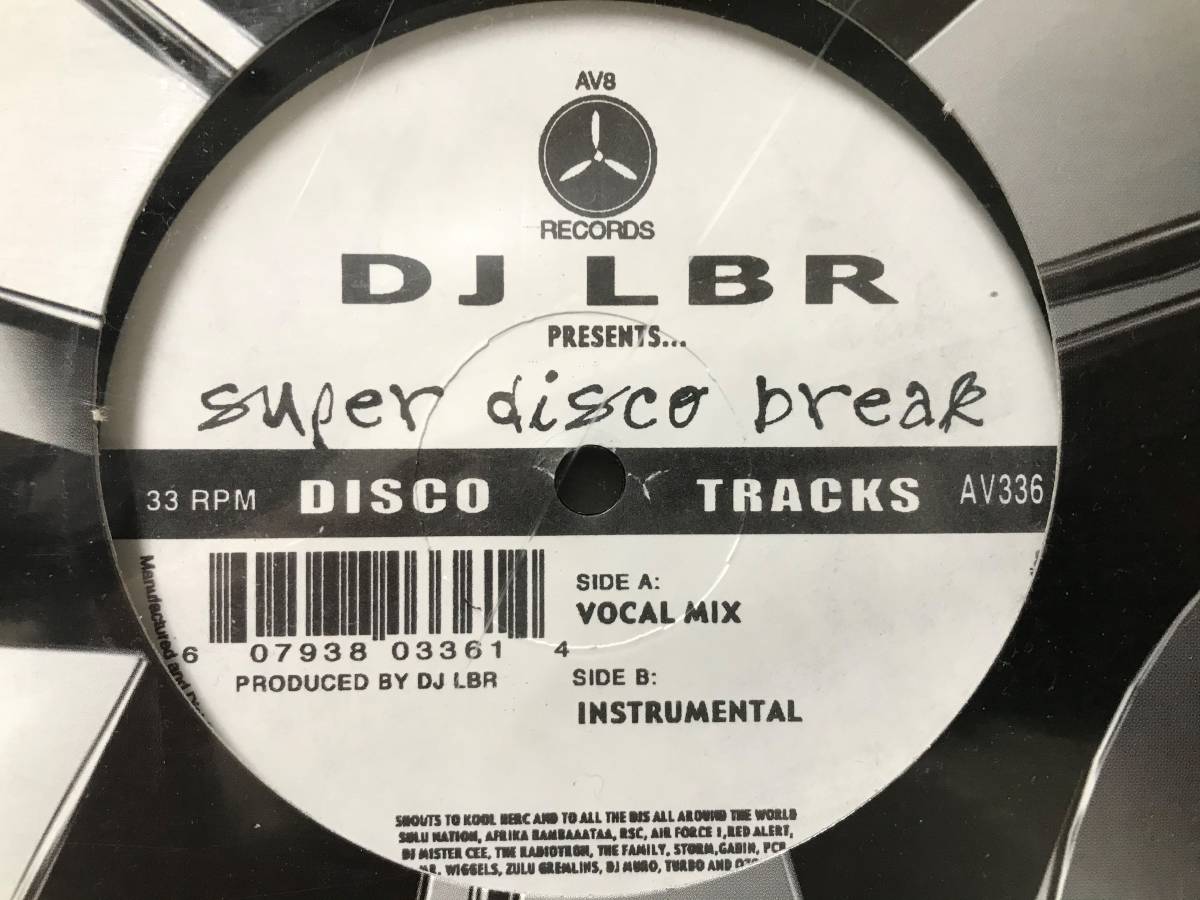 AV8
RECORDS
DJ LBR
PRESENTS...
super disco break
33 RPM DISCO TRACKS AV336
Manufactured and
6 07938 03361 4
PRODUCED BY DJ LBR
SIDE A:
VOCAL MIX
SIDE B:
INSTRUMENTAL
SHOUTS TO KOOL HERC AND TO ALL THE DJS ALL AROUND THE WORLD
SULU NATION, AFRIKA BAMBAAATAA, RSC, AIR FORCE 1, RED ALERT,
DJ MISTER CEE, THE RADIOTRON, THE FAMILY, STORM, GABIN, PCB
WIGGELS, ZULU GREMLINS, DJ MURO, TURBO AND